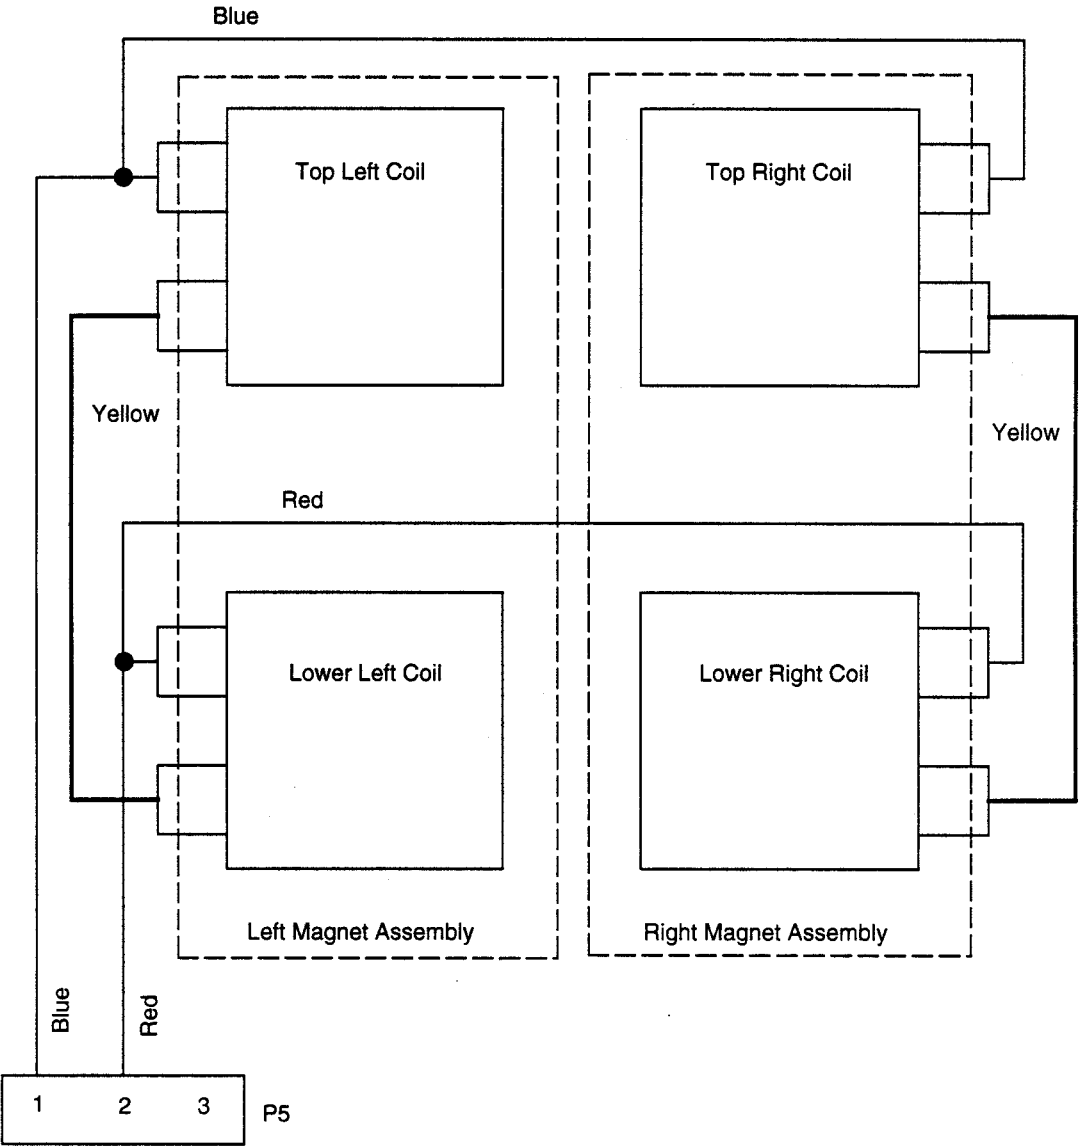 Blue
Top Left Coil
Top Right Coil
Yellow
Yellow
Red
Lower Left Coil
Lower Right Coil
Left Magnet Assembly
Right Magnet Assembly
Blue
Red
1 2 3
P5